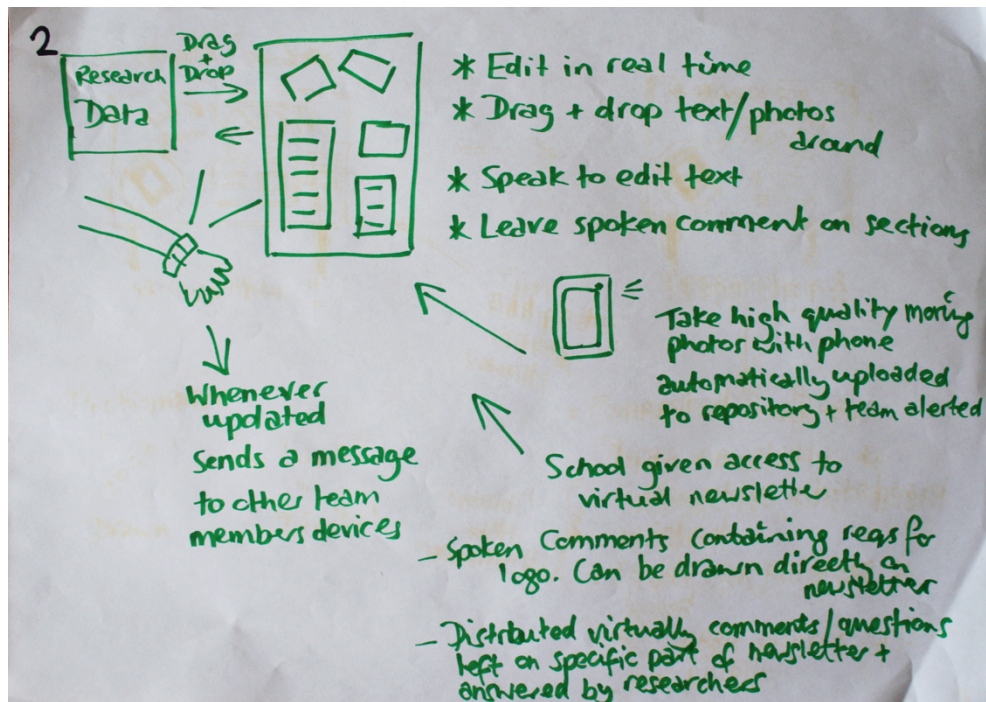 2
Research
Data
Drag
+
Drop
* Edit in real time
* Drag + drop text/photos
around
* Speak to edit text
* Leave spoken comment on sections
Take high quality moving
photos with phone
automatically uploaded
to repository + team alerted
Whenever
updated
Sends a message
to other team
members devices
School given access to
virtual newslette
- Spoken Comments containing reqs for
logo. Can be drawn directly on
newsletter
- Distributed virtually comments/questions
left on specific part of newsletter +
answered by researchers